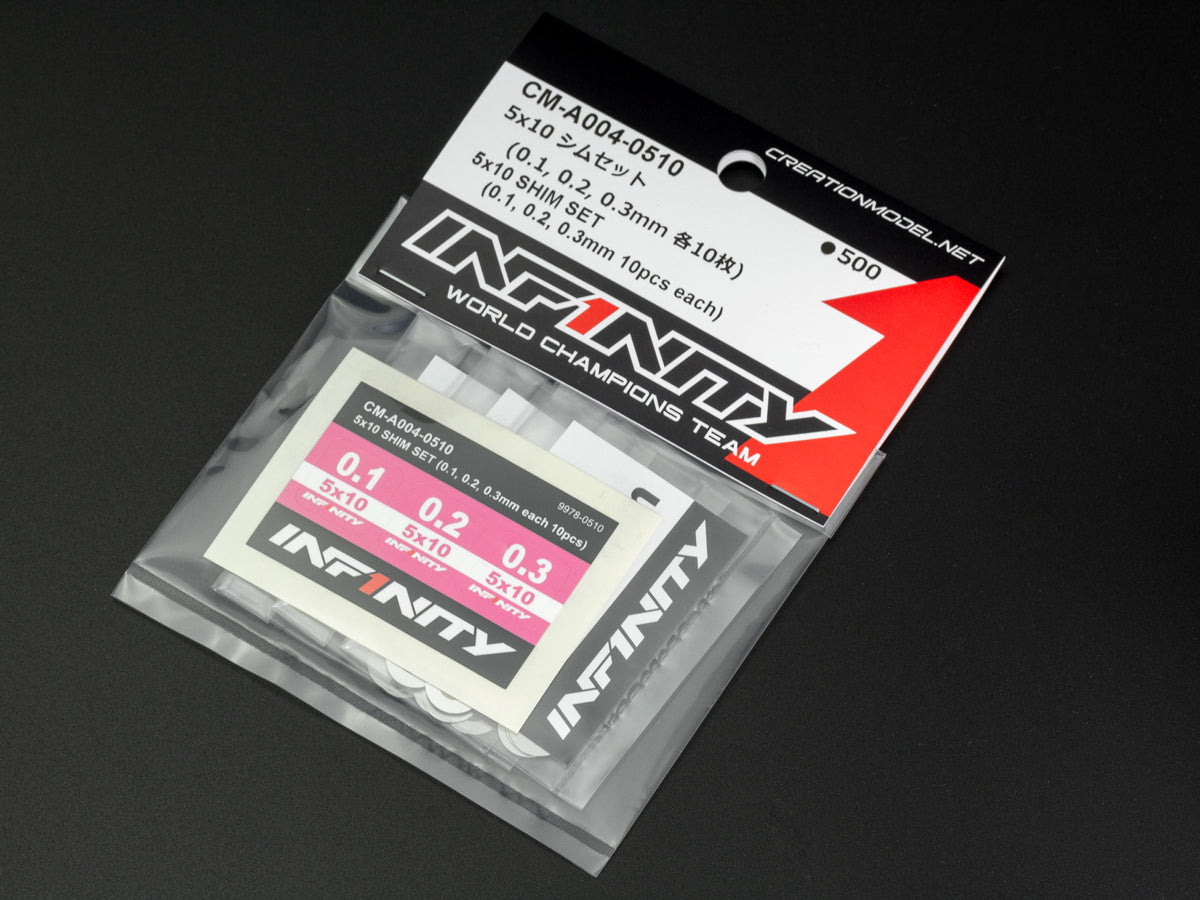 CM-A004-0510
5x10 シムセット
(0.1, 0.2, 0.3mm 各10枚)
5x10 SHIM SET
(0.1, 0.2, 0.3mm 10pcs each)
CREATIONMODEL.NET
●500
INF1NITY
WORLD CHAMPIONS TEAM
CM-A004-0510
5x10 SHIM SET (0.1, 0.2, 0.3mm each 10pcs)
9978-0510
0.1
5x10
INF1NITY
0.2
5x10
INF1NITY
0.3
5x10
INF1NITY
INF1NITY
INF1NITY